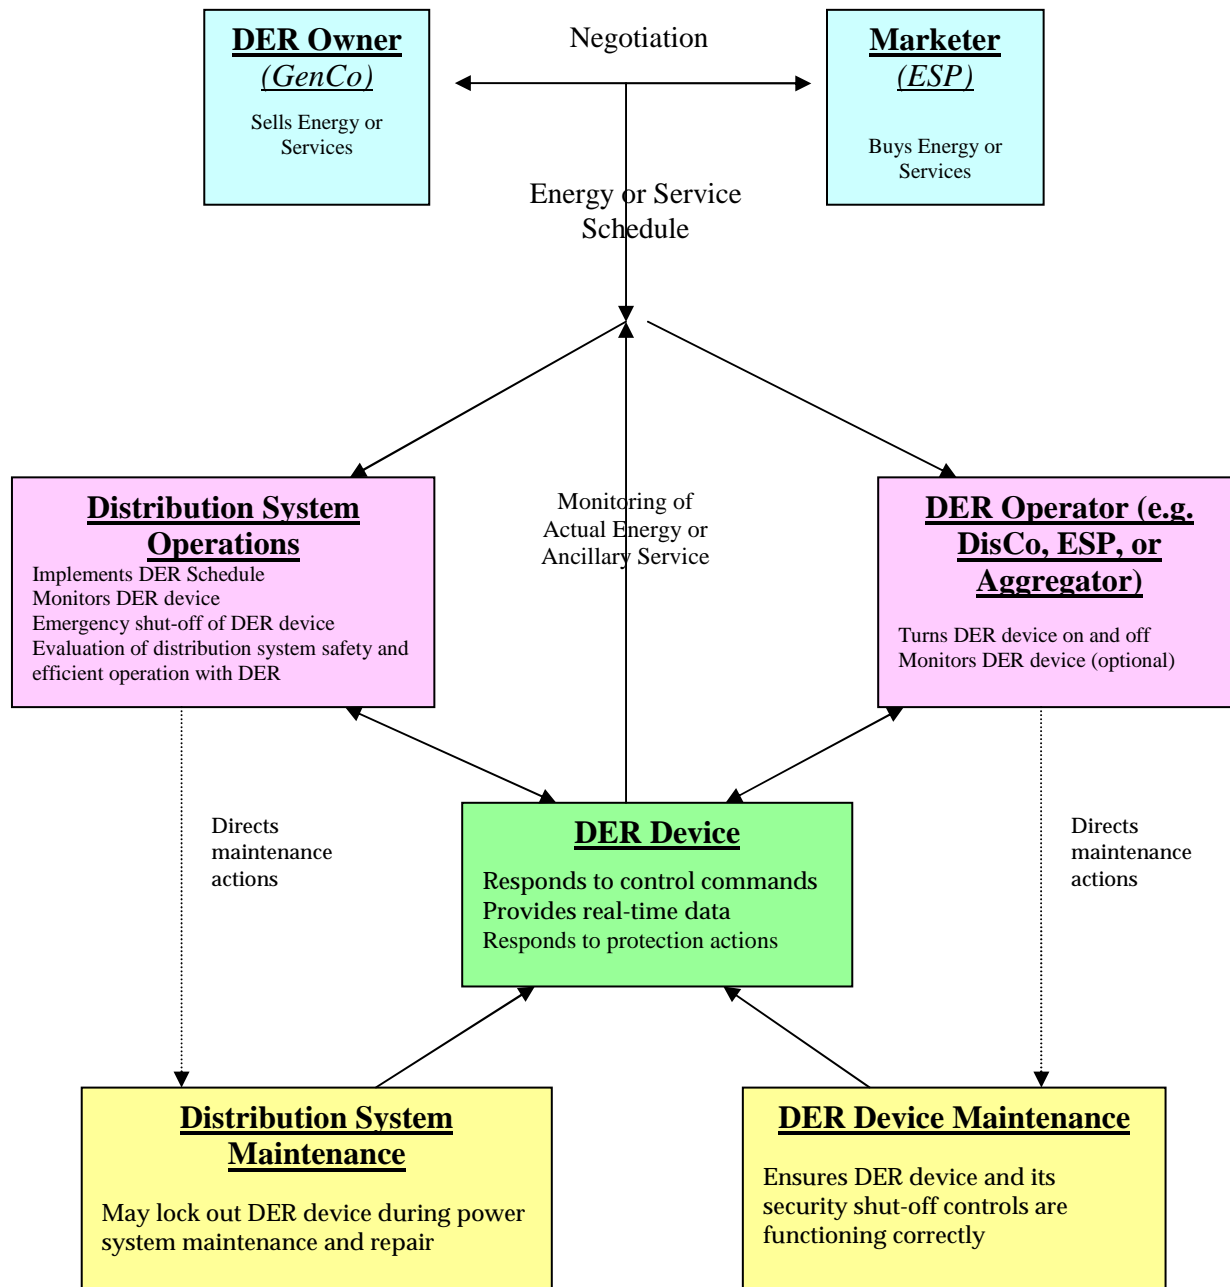 DER Owner
(GenCo)
Sells Energy or
Services
Negotiation
Marketer
(ESP)
Buys Energy or
Services
Energy or Service
Schedule
Distribution System
Operations
Implements DER Schedule
Monitors DER device
Emergency shut-off of DER device
Evaluation of distribution system safety and
efficient operation with DER
Monitoring of
Actual Energy or
Ancillary Service
DER Operator (e.g.
DisCo, ESP, or
Aggregator)
Turns DER device on and off
Monitors DER device (optional)
Directs
maintenance
actions
DER Device
Responds to control commands
Provides real-time data
Responds to protection actions
Directs
maintenance
actions
Distribution System
Maintenance
May lock out DER device during power
system maintenance and repair
DER Device Maintenance
Ensures DER device and its
security shut-off controls are
functioning correctly